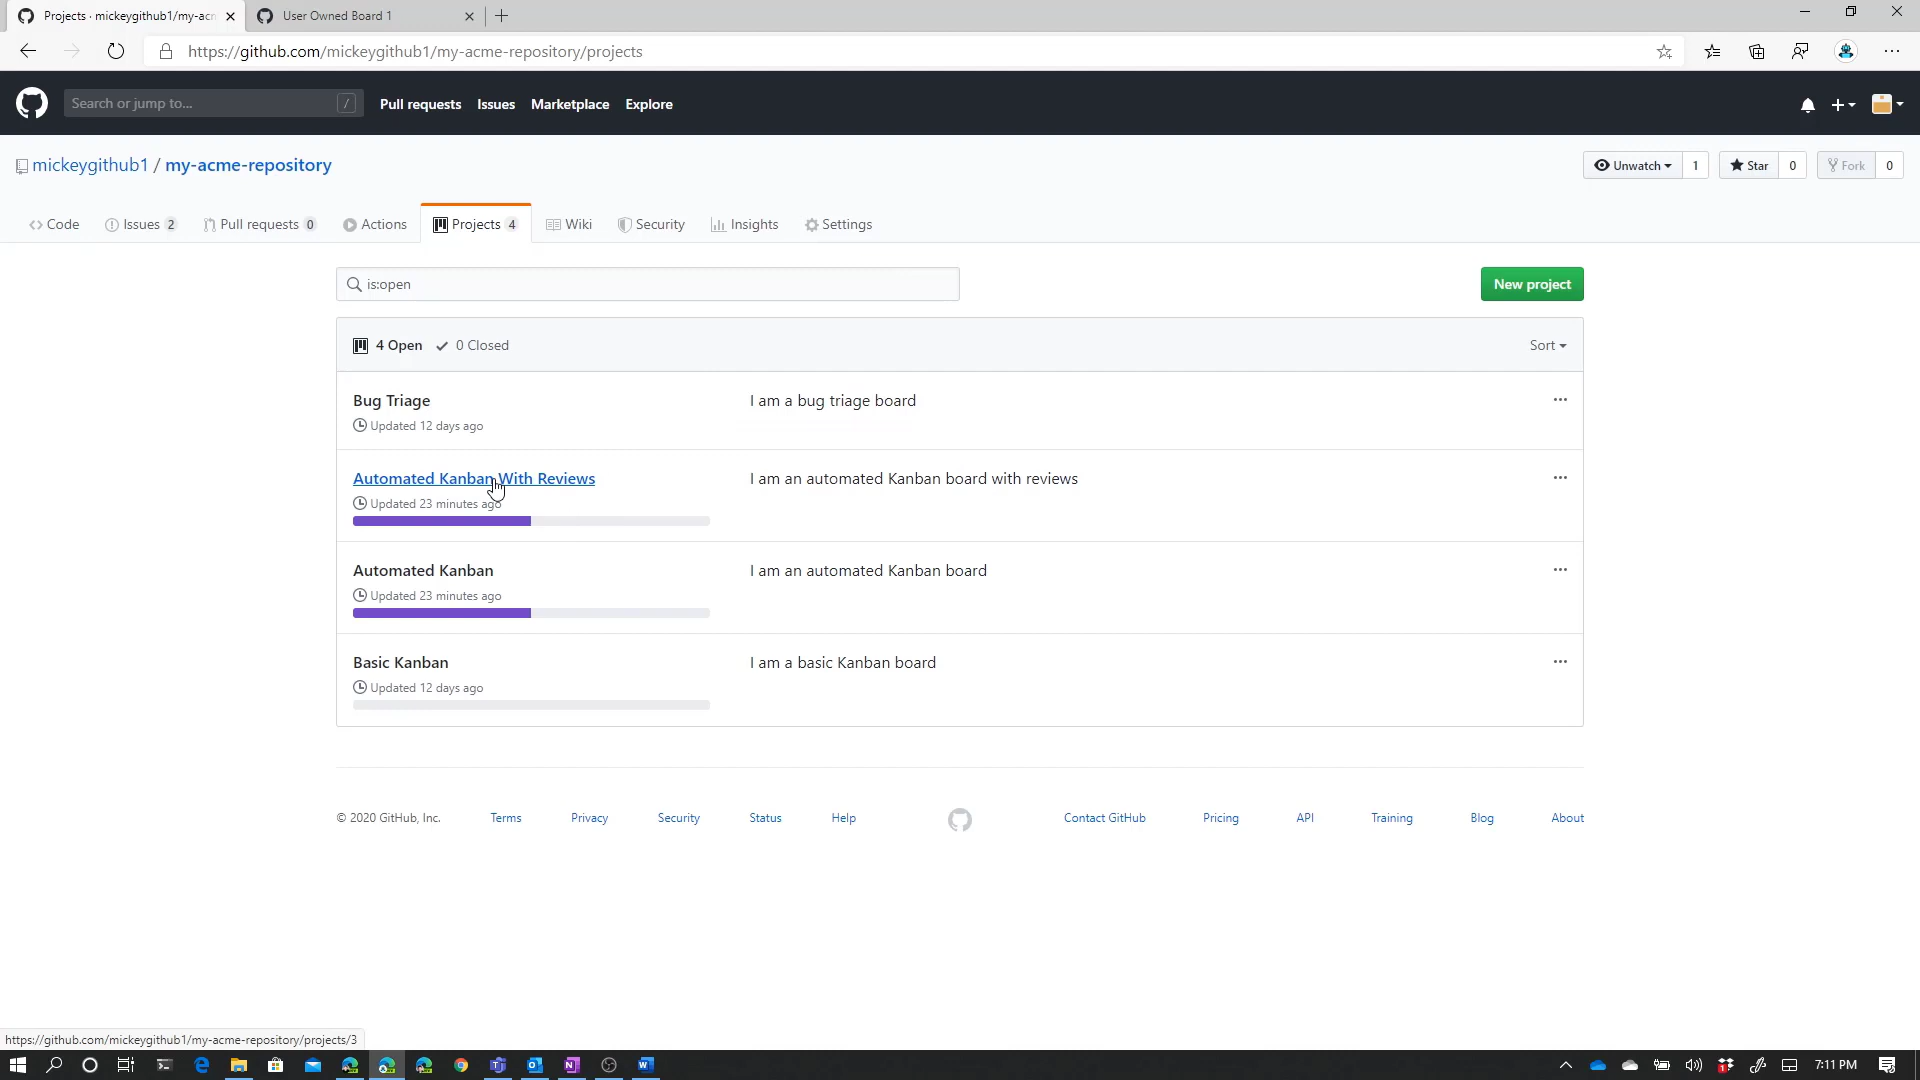 Projects · mickeygithub1/my-acm
User Owned Board 1
https://github.com/mickeygithub1/my-acme-repository/projects
Search or jump to...
/
Pull requests
Issues
Marketplace
Explore
mickeygithub1 / my-acme-repository
Unwatch
1
Star
0
Fork
0
Code
Issues 2
Pull requests 0
Actions
Projects 4
Wiki
Security
Insights
Settings
is:open
New project
4 Open
0 Closed
Sort
Bug Triage
I am a bug triage board
Updated 12 days ago
Automated Kanban With Reviews
I am an automated Kanban board with reviews
Updated 23 minutes ago
Automated Kanban
I am an automated Kanban board
Updated 23 minutes ago
Basic Kanban
I am a basic Kanban board
Updated 12 days ago
© 2020 GitHub, Inc.
Terms
Privacy
Security
Status
Help
Contact GitHub
Pricing
API
Training
Blog
About
https://github.com/mickeygithub1/my-acme-repository/projects/3
7:11 PM